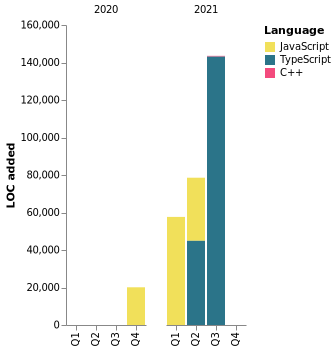 2020 2021
Language
JavaScript
TypeScript
C++
LOC added
160,000
140,000
120,000
100,000
80,000
60,000
40,000
20,000
0
Q1 Q2 Q3 Q4 Q1 Q2 Q3 Q4